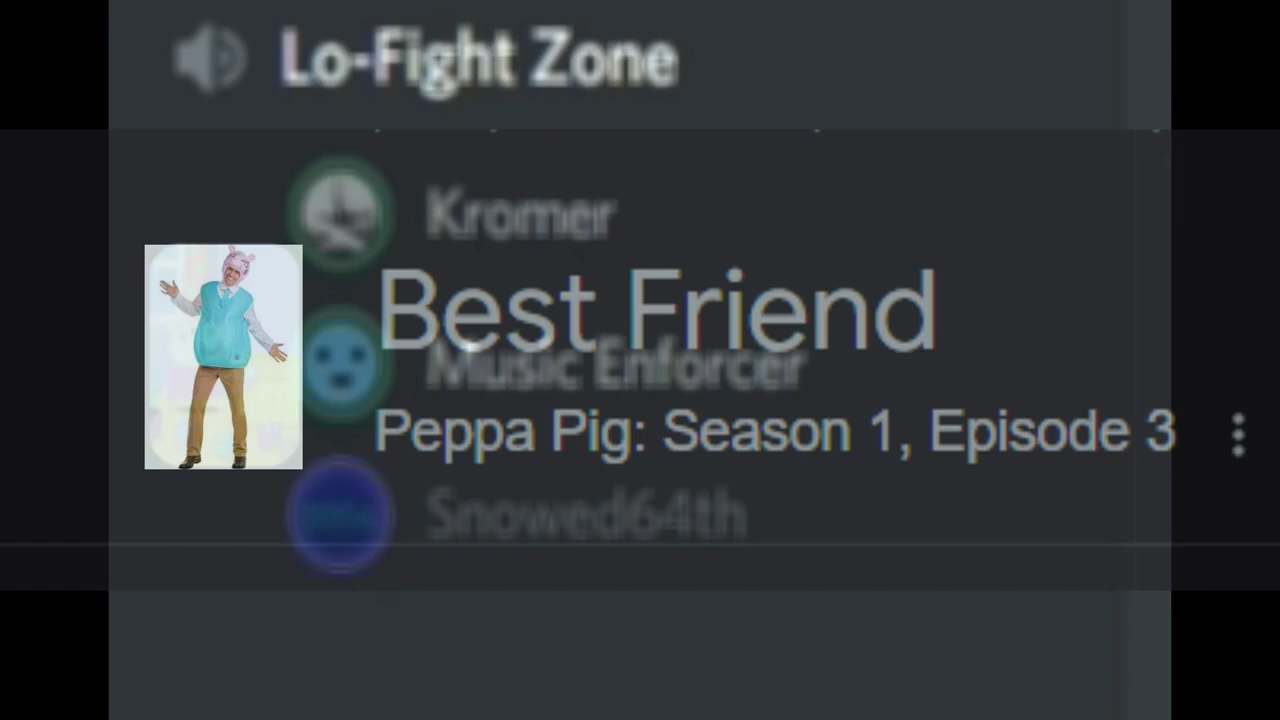 Lo-Fight Zone
Kromer
Best Friend
Music Enforcer
Peppa Pig: Season 1, Episode 3
Snowed64th